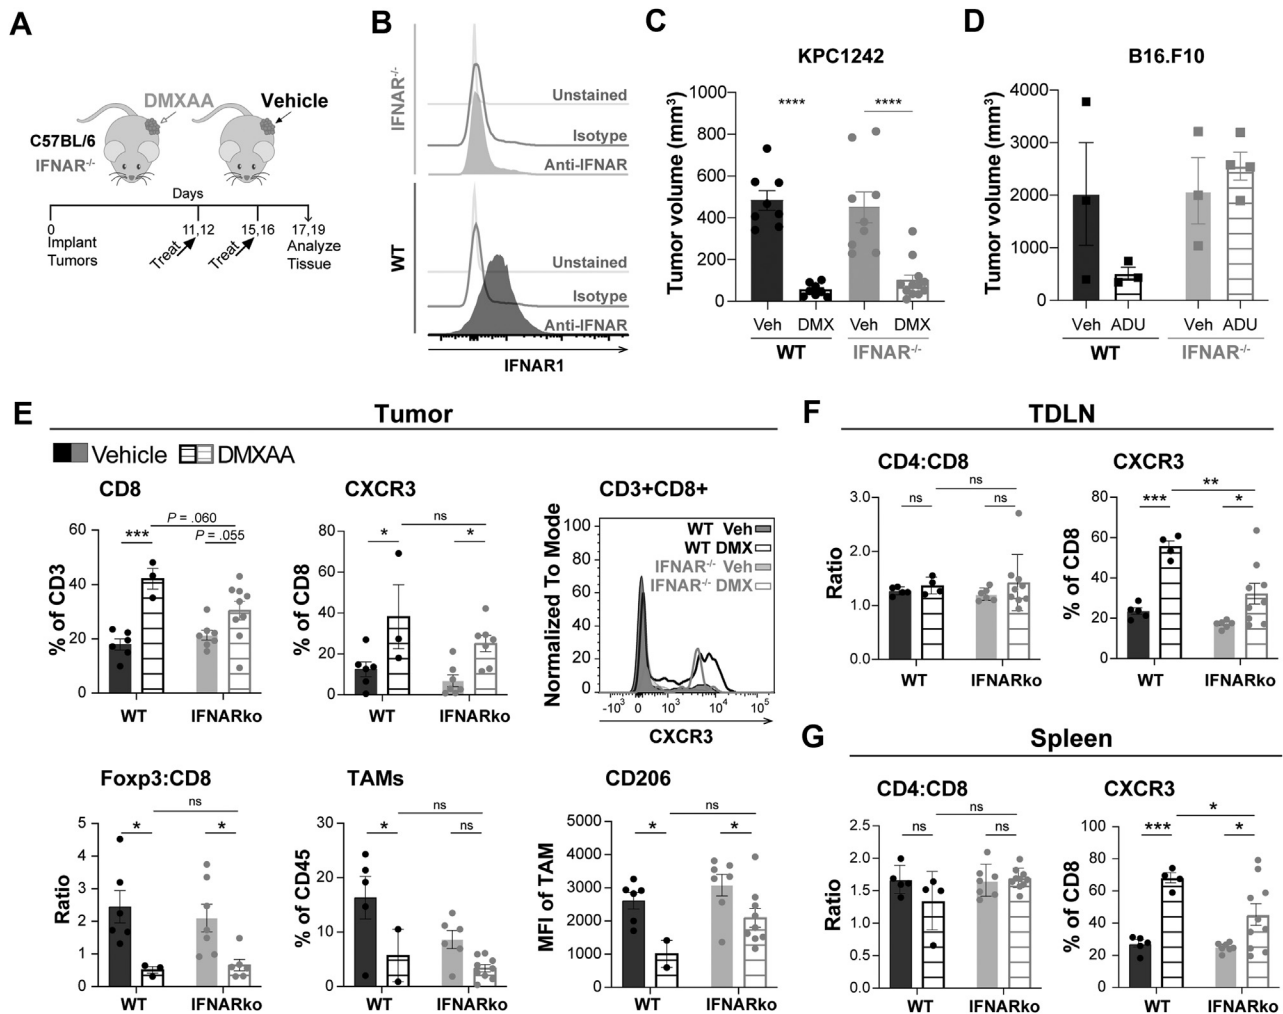 A
DMXAA
Vehicle
C57BL/6
IFNAR-/-
Days
0
11,12
15,16
17,19
Implant
Tumors
Treat
Treat
Analyze
Tissue
B
IFNAR-/-
Unstained
Isotype
Anti-IFNAR
WT
Unstained
Isotype
Anti-IFNAR
IFNAR1
C
KPC1242
Tumor volume (mm3)
1000
800
600
400
200
0
****
****
Veh DMX Veh DMX
WT IFNAR-/-
D
B16.F10
Tumor volume (mm3)
4000
3000
2000
1000
0
Veh ADU Veh ADU
WT IFNAR-/-
E
Tumor
Vehicle DMXAA
CD8
% of CD3
60
40
20
0
***
P = .060
P = .055
WT IFNARko
CXCR3
% of CD8
80
60
40
20
0
*
ns
*
WT IFNARko
CD3+CD8+
Normalized To Mode
100
80
60
40
20
0
WT Veh
WT DMX
IFNAR-/- Veh
IFNAR-/- DMX
-103 0 103 104 105
CXCR3
Foxp3:CD8
Ratio
5
4
3
2
1
0
*
ns
*
WT IFNARko
TAMs
% of CD45
30
20
10
0
*
ns
ns
WT IFNARko
CD206
MFI of TAM
5000
4000
3000
2000
1000
0
*
ns
*
WT IFNARko
F
TDLN
CD4:CD8
Ratio
3.0
2.0
1.0
0.0
ns
ns
ns
WT IFNARko
CXCR3
% of CD8
80
60
40
20
0
***
**
*
WT IFNARko
G
Spleen
CD4:CD8
Ratio
2.5
2.0
1.5
1.0
0.5
0.0
ns
ns
ns
WT IFNARko
CXCR3
% of CD8
100
80
60
40
20
0
***
*
*
WT IFNARko